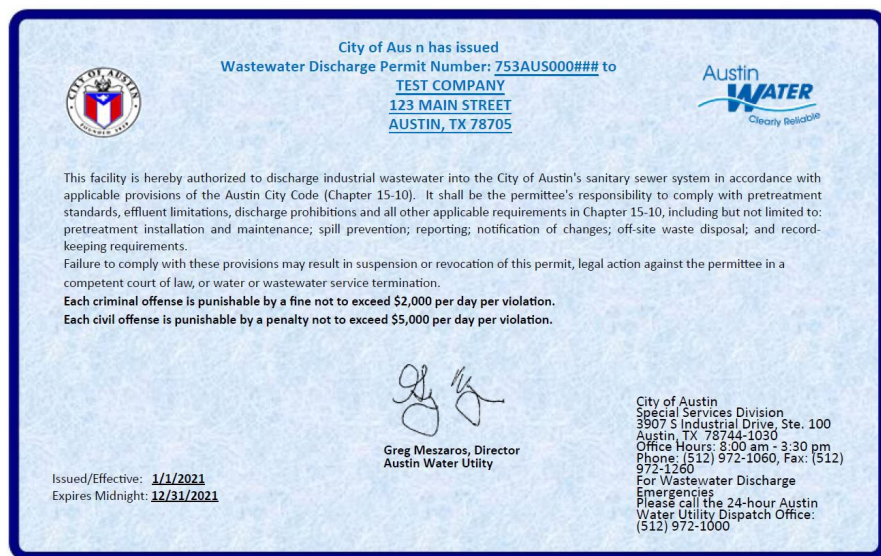 City of Aus n has issued
Wastewater Discharge Permit Number: 753AUS000### to
TEST COMPANY
123 MAIN STREET
AUSTIN, TX 78705
CITY OF AUSTIN
FOUNDED 1839
Austin
WATER
Clearly Reliable
This facility is hereby authorized to discharge industrial wastewater into the City of Austin's sanitary sewer system in accordance with
applicable provisions of the Austin City Code (Chapter 15-10). It shall be the permittee's responsibility to comply with pretreatment
standards, effluent limitations, discharge prohibitions and all other applicable requirements in Chapter 15-10, including but not limited to:
pretreatment installation and maintenance; spill prevention; reporting; notification of changes; off-site waste disposal; and record-
keeping requirements.
Failure to comply with these provisions may result in suspension or revocation of this permit, legal action against the permittee in a
competent court of law, or water or wastewater service termination.
Each criminal offense is punishable by a fine not to exceed $2,000 per day per violation.
Each civil offense is punishable by a penalty not to exceed $5,000 per day per violation.
Greg Meszaros, Director
Austin Water Utiity
Issued/Effective: 1/1/2021
Expires Midnight: 12/31/2021
City of Austin
Special Services Division
3907 S Industrial Drive, Ste. 100
Austin, TX 78744-1030
Office Hours: 8:00 am - 3:30 pm
Phone: (512) 972-1060, Fax: (512)
972-1260
For Wastewater Discharge
Emergencies
Please call the 24-hour Austin
Water Utility Dispatch Office:
(512) 972-1000